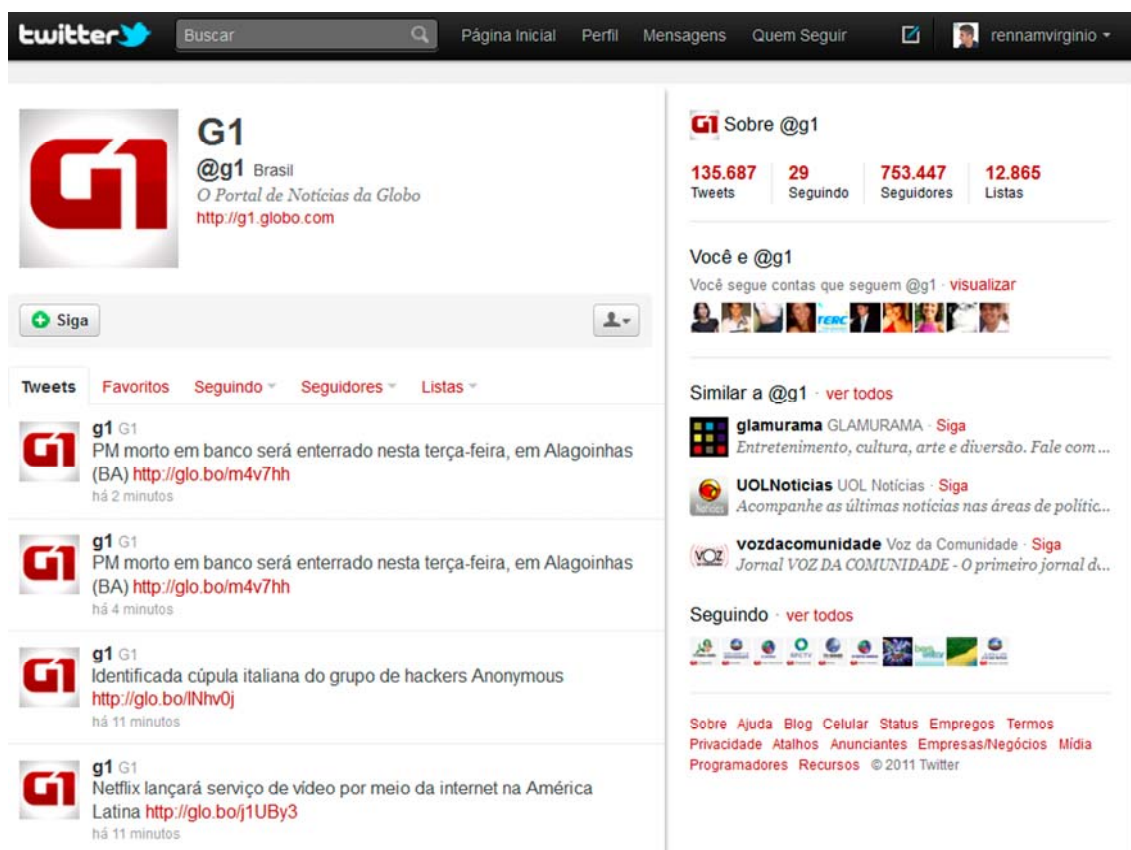 twitter
Buscar
Página Inicial Perfil Mensagens Quem Seguir
rennamvirginio
G1
G1
@g1 Brasil
O Portal de Notícias da Globo
http://g1.globo.com
Siga
Tweets Favoritos Seguindo Seguidores Listas
G1
g1 G1
PM morto em banco será enterrado nesta terça-feira, em Alagoinhas
(BA) http://glo.bo/m4v7hh
há 2 minutos
G1
g1 G1
PM morto em banco será enterrado nesta terça-feira, em Alagoinhas
(BA) http://glo.bo/m4v7hh
há 4 minutos
G1
g1 G1
Identificada cúpula italiana do grupo de hackers Anonymous
http://glo.bo/lNhv0j
há 11 minutos
G1
g1 G1
Netflix lançará serviço de vídeo por meio da internet na América
Latina http://glo.bo/j1UBy3
há 11 minutos
G1 Sobre @g1
135.687 29 753.447 12.865
Tweets Seguindo Seguidores Listas
Você e @g1
Você segue contas que seguem @g1 · visualizar
TERC
Similar a @g1 · ver todos
glamurama GLAMURAMA · Siga
Entretenimento, cultura, arte e diversão. Fale com ...
UOLNoticias UOL Notícias · Siga
Acompanhe as últimas notícias nas áreas de polític...
VOZ
vozdacomunidade Voz da Comunidade · Siga
Jornal VOZ DA COMUNIDADE - O primeiro jornal d...
Seguindo · ver todos
Sobre Ajuda Blog Celular Status Empregos Termos
Privacidade Atalhos Anunciantes Empresas/Negócios Mídia
Programadores Recursos © 2011 Twitter